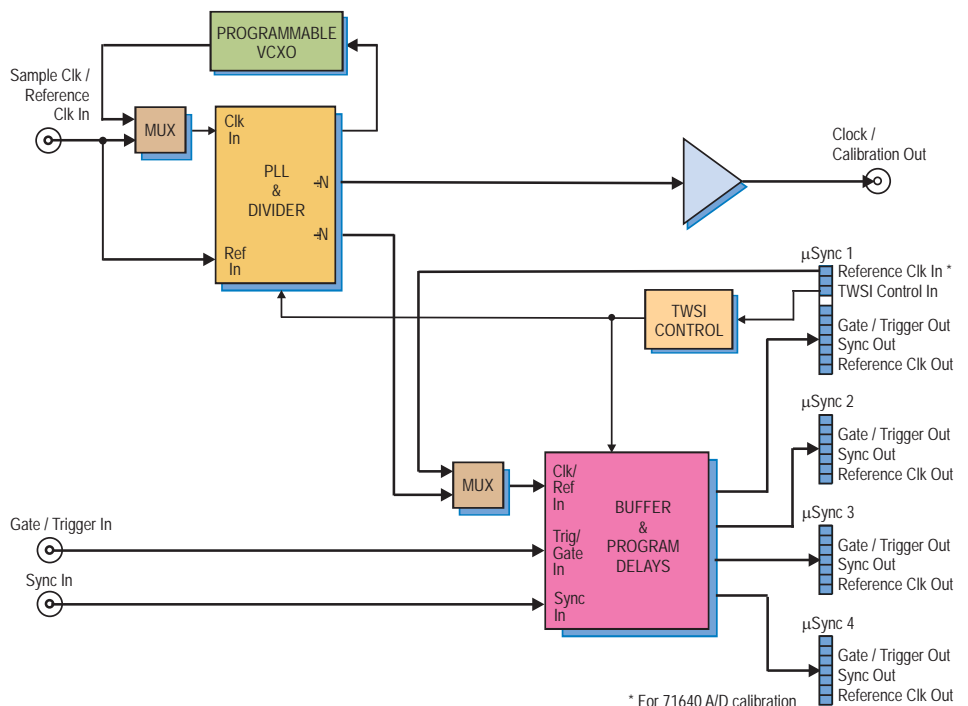 PROGRAMMABLE
VCXO
Sample Clk /
Reference
Clk In
MUX
Clk
In
PLL
&
DIVIDER
÷N
÷N
Ref
In
Clock /
Calibration Out
μSync 1
Reference Clk In *
TWSI Control In
Gate / Trigger Out
Sync Out
Reference Clk Out
TWSI
CONTROL
μSync 2
Gate / Trigger Out
Sync Out
Reference Clk Out
MUX
Clk/
Ref
In
BUFFER
&
PROGRAM
DELAYS
Trig/
Gate
In
Sync
In
Gate / Trigger In
Sync In
μSync 3
Gate / Trigger Out
Sync Out
Reference Clk Out
μSync 4
Gate / Trigger Out
Sync Out
Reference Clk Out
* For 71640 A/D calibration